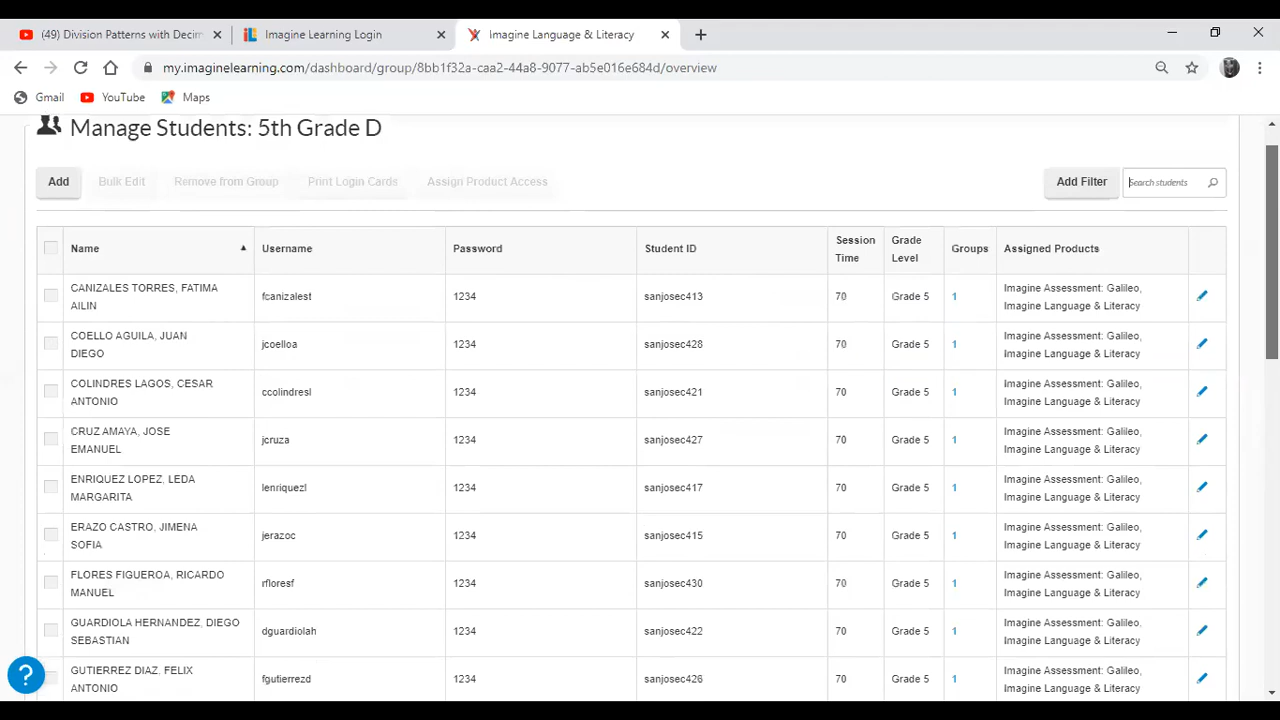 (49) Division Patterns with Decim
Imagine Learning Login
Imagine Language & Literacy
my.imaginelearning.com/dashboard/group/8bb1f32a-caa2-44a8-9077-ab5e016e684d/overview
Gmail YouTube Maps
Manage Students: 5th Grade D
Add Bulk Edit Remove from Group Print Login Cards Assign Product Access Add Filter Search students
Name Username Password Student ID Session Time Grade Level Groups Assigned Products
CANIZALES TORRES, FATIMA fcanizalest 1234 sanjosec413 70 Grade 5 1 Imagine Assessment: Galileo,
AILIN Imagine Language & Literacy
COELLO AGUILA, JUAN jcoelloa 1234 sanjosec428 70 Grade 5 1 Imagine Assessment: Galileo,
DIEGO Imagine Language & Literacy
COLINDRES LAGOS, CESAR ccolindresl 1234 sanjosec421 70 Grade 5 1 Imagine Assessment: Galileo,
ANTONIO Imagine Language & Literacy
CRUZ AMAYA, JOSE jcruza 1234 sanjosec427 70 Grade 5 1 Imagine Assessment: Galileo,
EMANUEL Imagine Language & Literacy
ENRIQUEZ LOPEZ, LEDA lenriquezl 1234 sanjosec417 70 Grade 5 1 Imagine Assessment: Galileo,
MARGARITA Imagine Language & Literacy
ERAZO CASTRO, JIMENA jerazoc 1234 sanjosec415 70 Grade 5 1 Imagine Assessment: Galileo,
SOFIA Imagine Language & Literacy
FLORES FIGUEROA, RICARDO rfloresf 1234 sanjosec430 70 Grade 5 1 Imagine Assessment: Galileo,
MANUEL Imagine Language & Literacy
GUARDIOLA HERNANDEZ, DIEGO dguardiolah 1234 sanjosec422 70 Grade 5 1 Imagine Assessment: Galileo,
SEBASTIAN Imagine Language & Literacy
GUTIERREZ DIAZ, FELIX fgutierrezd 1234 sanjosec426 70 Grade 5 1 Imagine Assessment: Galileo,
ANTONIO Imagine Language & Literacy
?